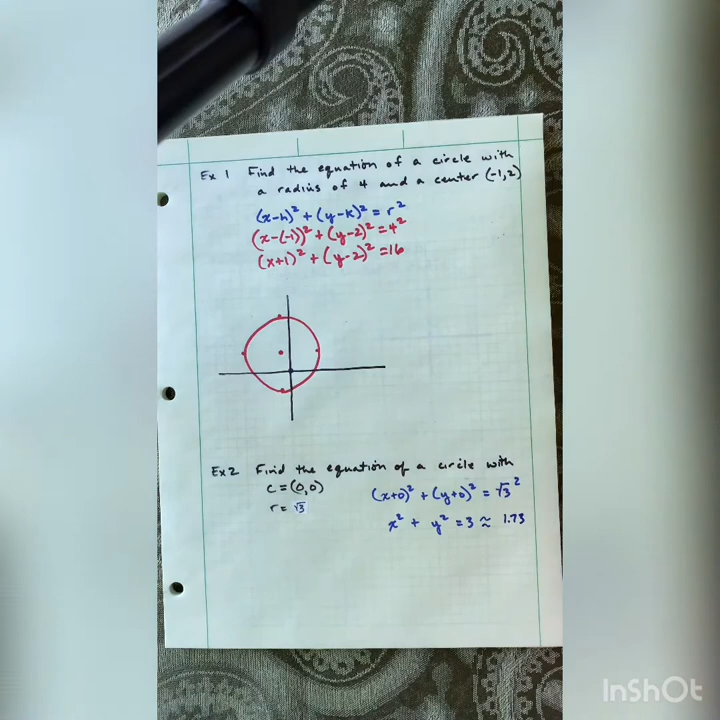 Ex 1 Find the equation of a circle with
a radius of 4 and a center (-1,2)
(x-h)² + (y-k)² = r²
(x-(-1))² + (y-2)² = 4²
(x+1)² + (y-2)² = 16
Ex2 Find the equation of a circle with
c = (0,0)
r = √3
(x+0)² + (y+0)² = √3²
x² + y² = 3 ≈ 1.73
InShOt